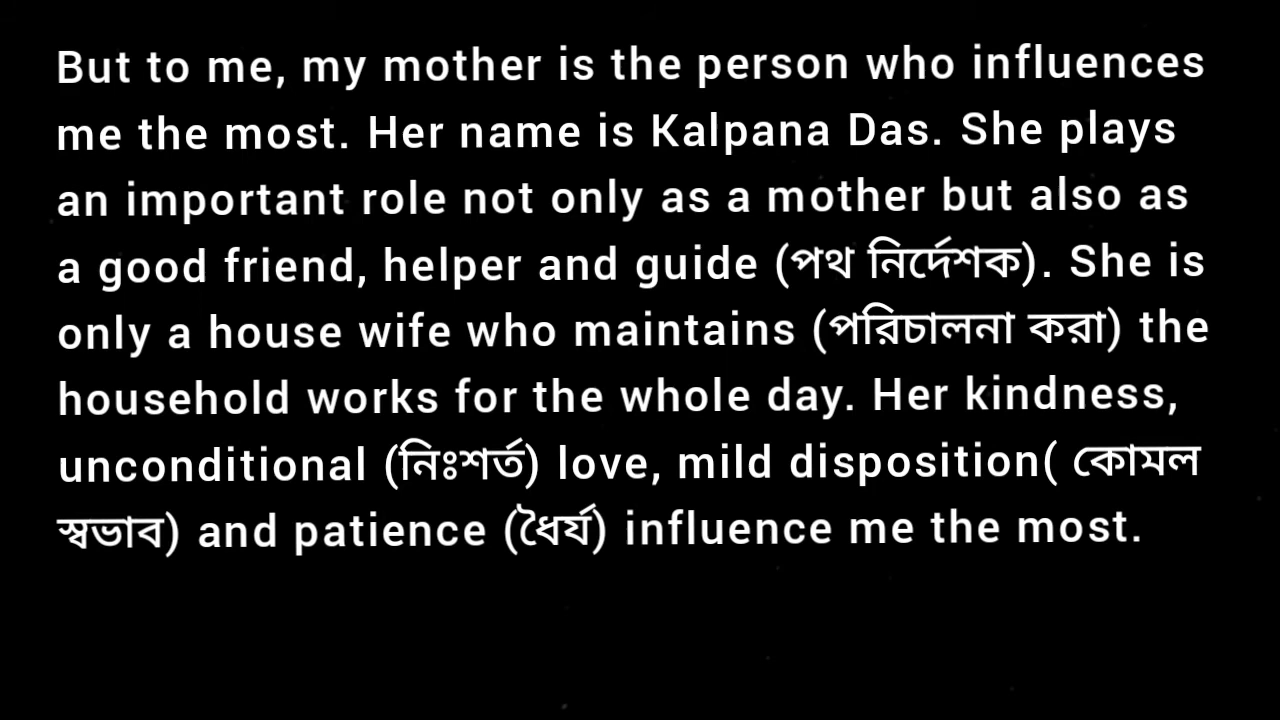 But to me, my mother is the person who influences
me the most. Her name is Kalpana Das. She plays
an important role not only as a mother but also as
a good friend, helper and guide (পথ নির্দেশক). She is
only a house wife who maintains (পরিচালনা করা) the
household works for the whole day. Her kindness,
unconditional (নিঃশর্ত) love, mild disposition( কোমল
স্বভাব) and patience (ধৈর্য) influence me the most.